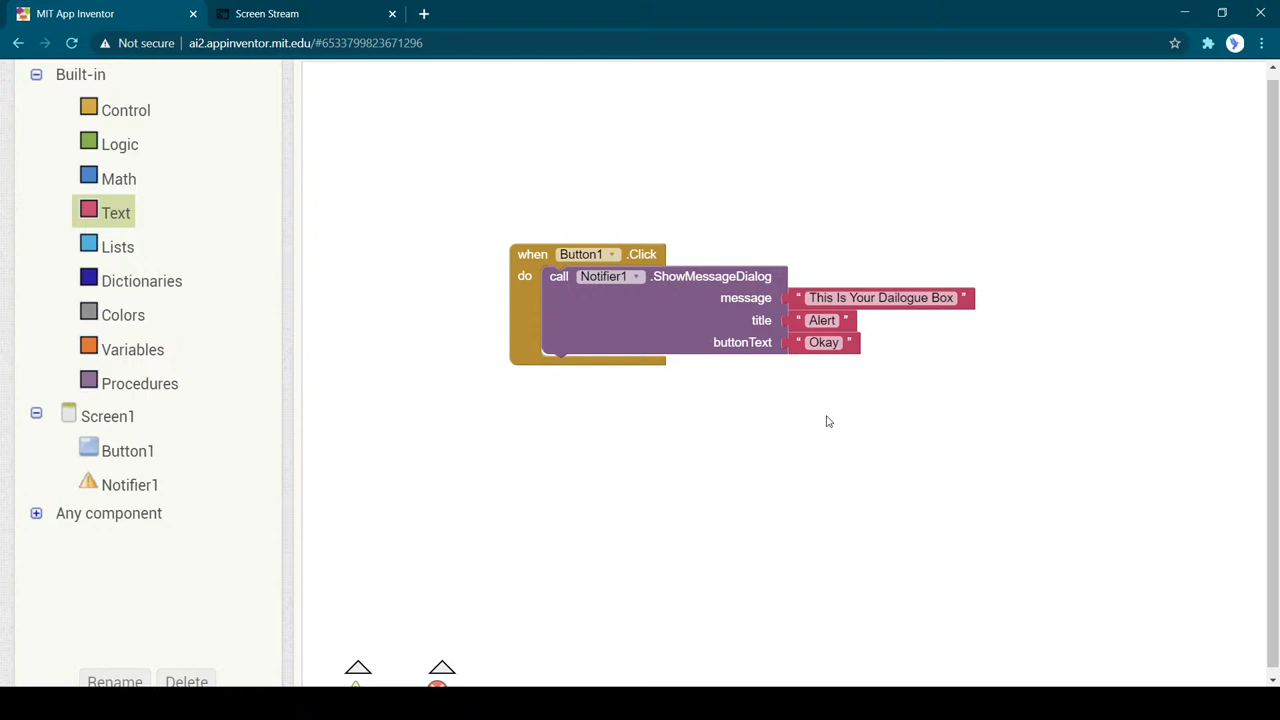 MIT App Inventor
Screen Stream
Not secure
ai2.appinventor.mit.edu/#6533799823671296
Built-in
Control
Logic
Math
Text
Lists
Dictionaries
Colors
Variables
Procedures
Screen1
Button1
Notifier1
Any component
Rename
Delete
when Button1 .Click
do call Notifier1 .ShowMessageDialog
message " This Is Your Dailogue Box "
title " Alert "
buttonText " Okay "